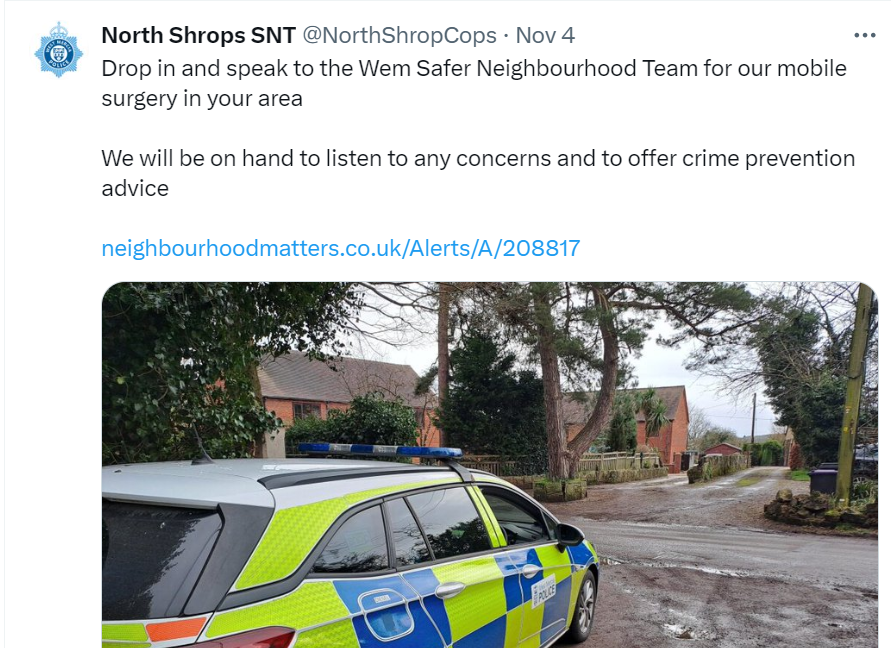 North Shrops SNT @NorthShropCops · Nov 4
Drop in and speak to the Wem Safer Neighbourhood Team for our mobile
surgery in your area
We will be on hand to listen to any concerns and to offer crime prevention
advice
neighbourhoodmatters.co.uk/Alerts/A/208817
POLICE